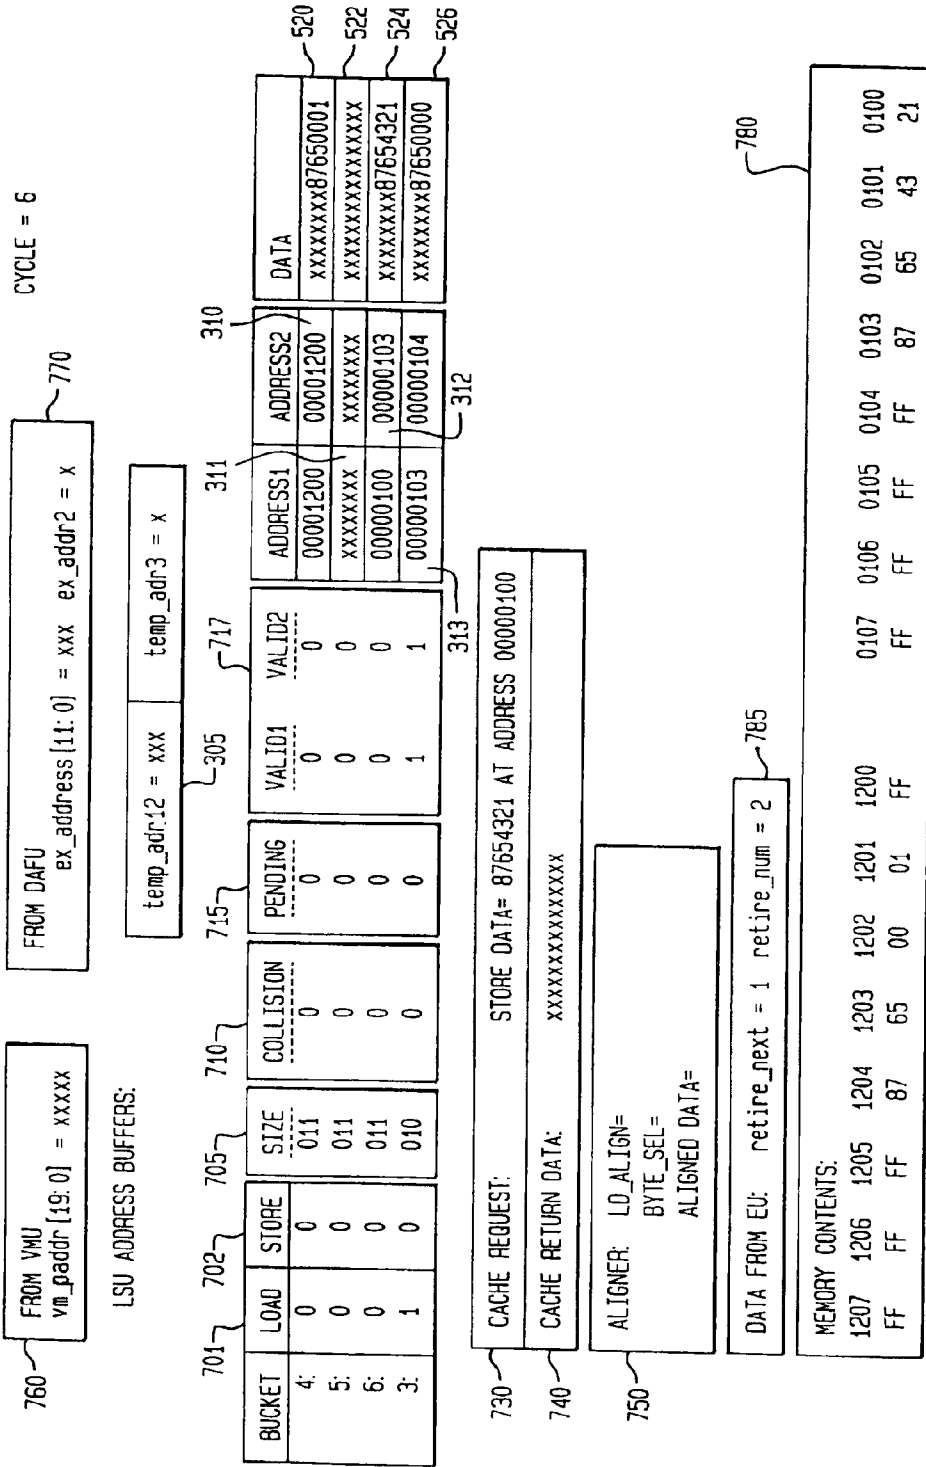 CYCLE = 6
760
FROM VMU
vm_paddr[19: 0] = xxxxx
FROM DAFU
ex_address[11: 0] = xxx ex_addr2 = x
770
LSU ADDRESS BUFFERS:
temp_adr12 = xxx temp_adr3 = x
305
701 702 705 710 715 717 311 310
BUCKET LOAD STORE SIZE COLLISION PENDING VALID1 VALID2 ADDRESS1 ADDRESS2 DATA
4: 0 0 011 0 0 0 0 00001200 00001200 xxxxxxxx87650001 520
5: 0 0 011 0 0 0 0 xxxxxxxx xxxxxxxx xxxxxxxxxxxxxxxx 522
6: 0 0 011 0 0 0 0 00000100 00000103 xxxxxxxx87654321 524
3: 1 0 010 0 0 1 1 00000103 00000104 xxxxxxxx87650000 526
313 312
730
CACHE REQUEST: STORE DATA= 87654321 AT ADDRESS 00000100
740
CACHE RETURN DATA: xxxxxxxxxxxxxxxx
750
ALIGNER: LD_ALIGN=
BYTE_SEL=
ALIGNED DATA=
DATA FROM EU: retire_next = 1 retire_num = 2
785
780
MEMORY CONTENTS:
1207 1206 1205 1204 1203 1202 1201 1200 0107 0106 0105 0104 0103 0102 0101 0100
FF FF FF 87 65 00 01 FF FF FF FF FF 87 65 43 21